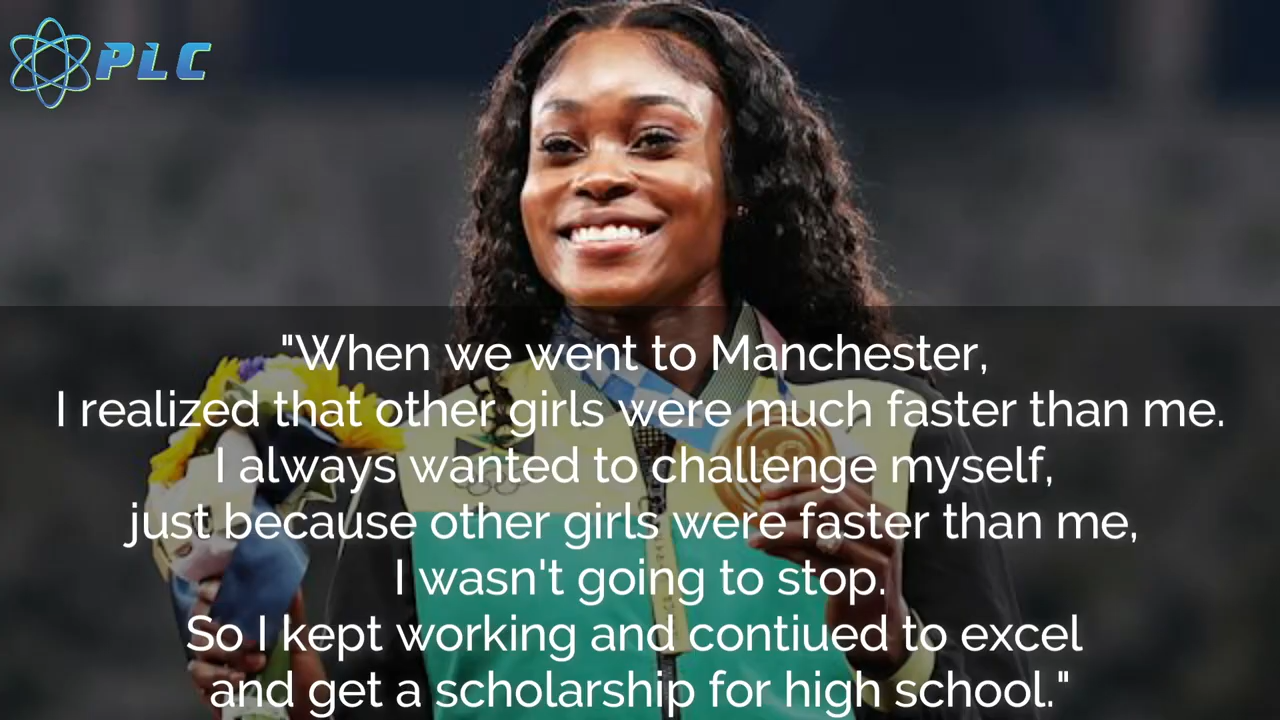 PLC
"When we went to Manchester,
I realized that other girls were much faster than me.
I always wanted to challenge myself,
just because other girls were faster than me,
I wasn't going to stop.
So I kept working and contiued to excel
and get a scholarship for high school."